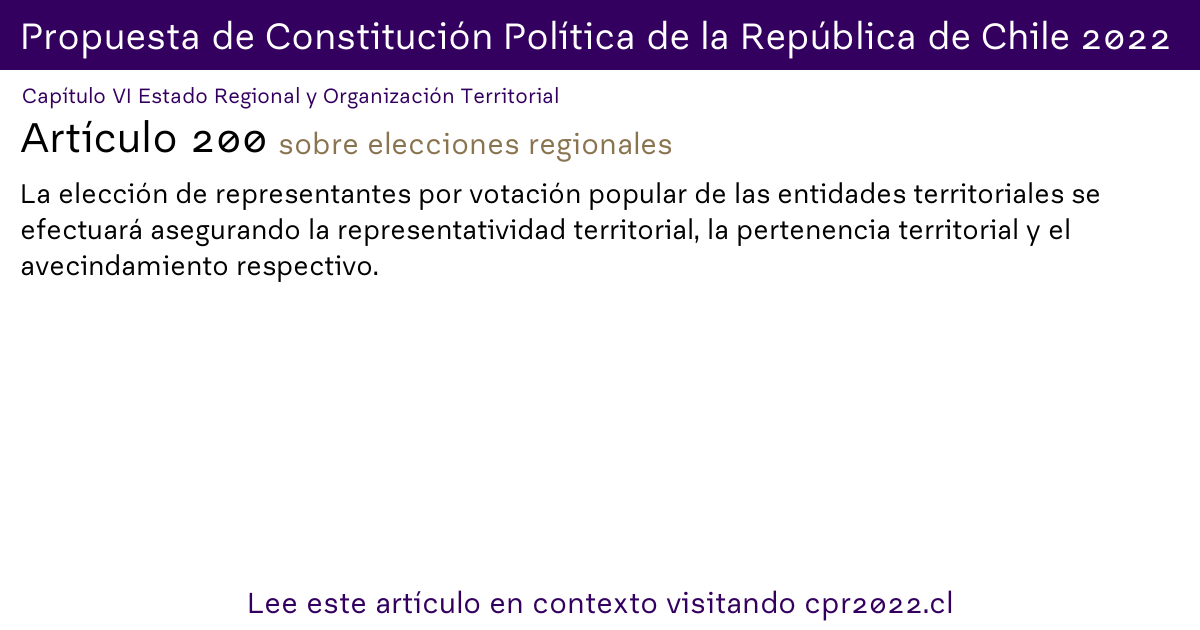 Propuesta de Constitución Política de la República de Chile 2022
Capítulo VI Estado Regional y Organización Territorial
Artículo 200 sobre elecciones regionales
La elección de representantes por votación popular de las entidades territoriales se
efectuará asegurando la representatividad territorial, la pertenencia territorial y el
avecindamiento respectivo.
Lee este artículo en contexto visitando cpr2022.cl